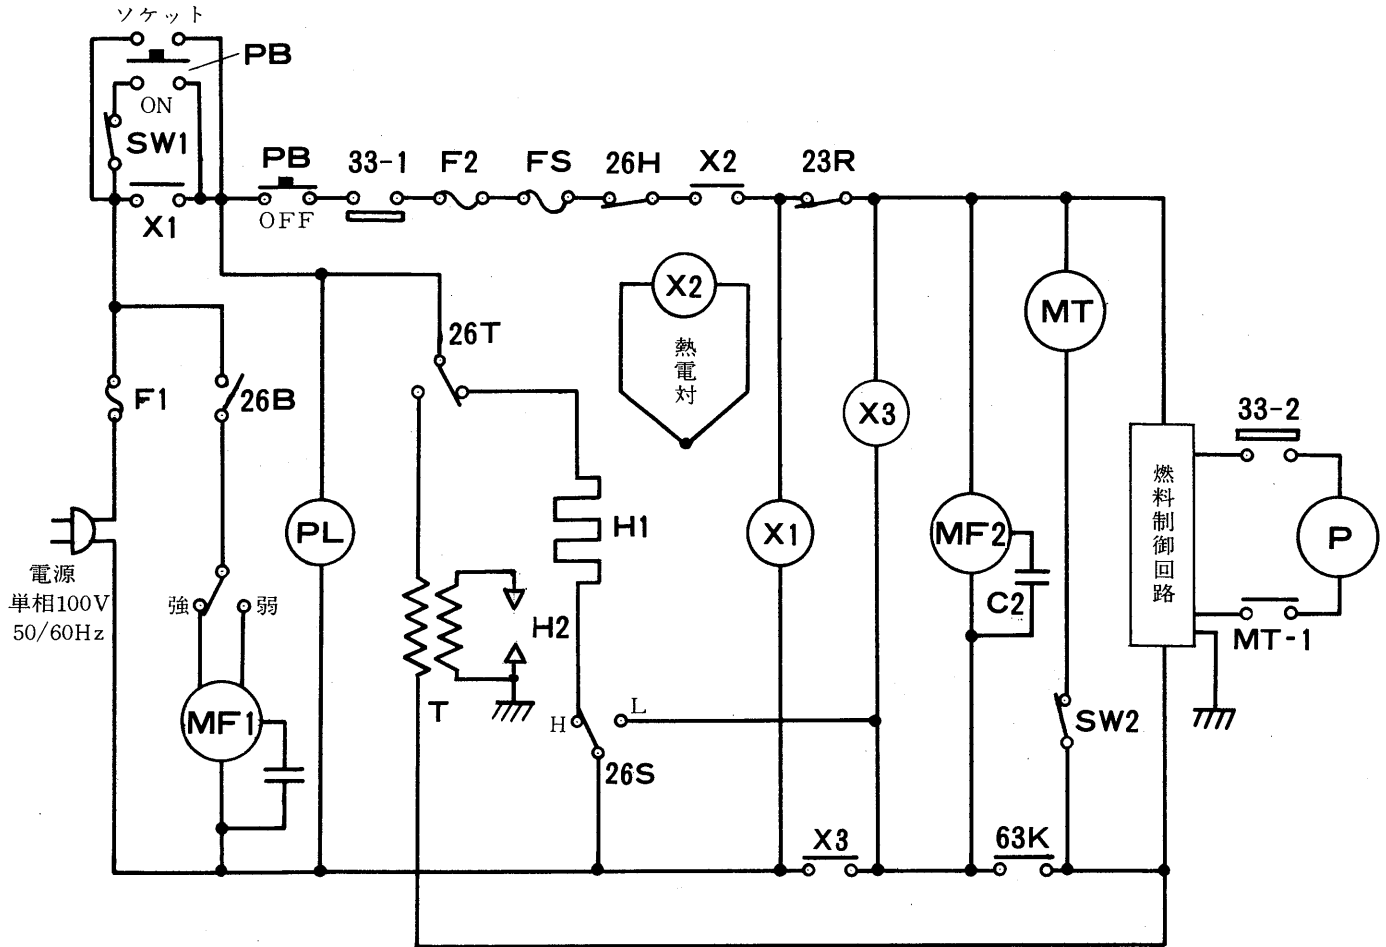 ソケット
PB
ON
SW1
X1
PB
OFF
33-1
F2
FS
26H
X2
23R
X2
熱電対
MT
26T
F1
26B
X3
33-2
燃料制御回路
PL
H1
X1
MF2
P
電源
単相100V
50/60Hz
強
弱
C2
H2
MT-1
T
H
L
MF1
SW2
26S
X3
63K